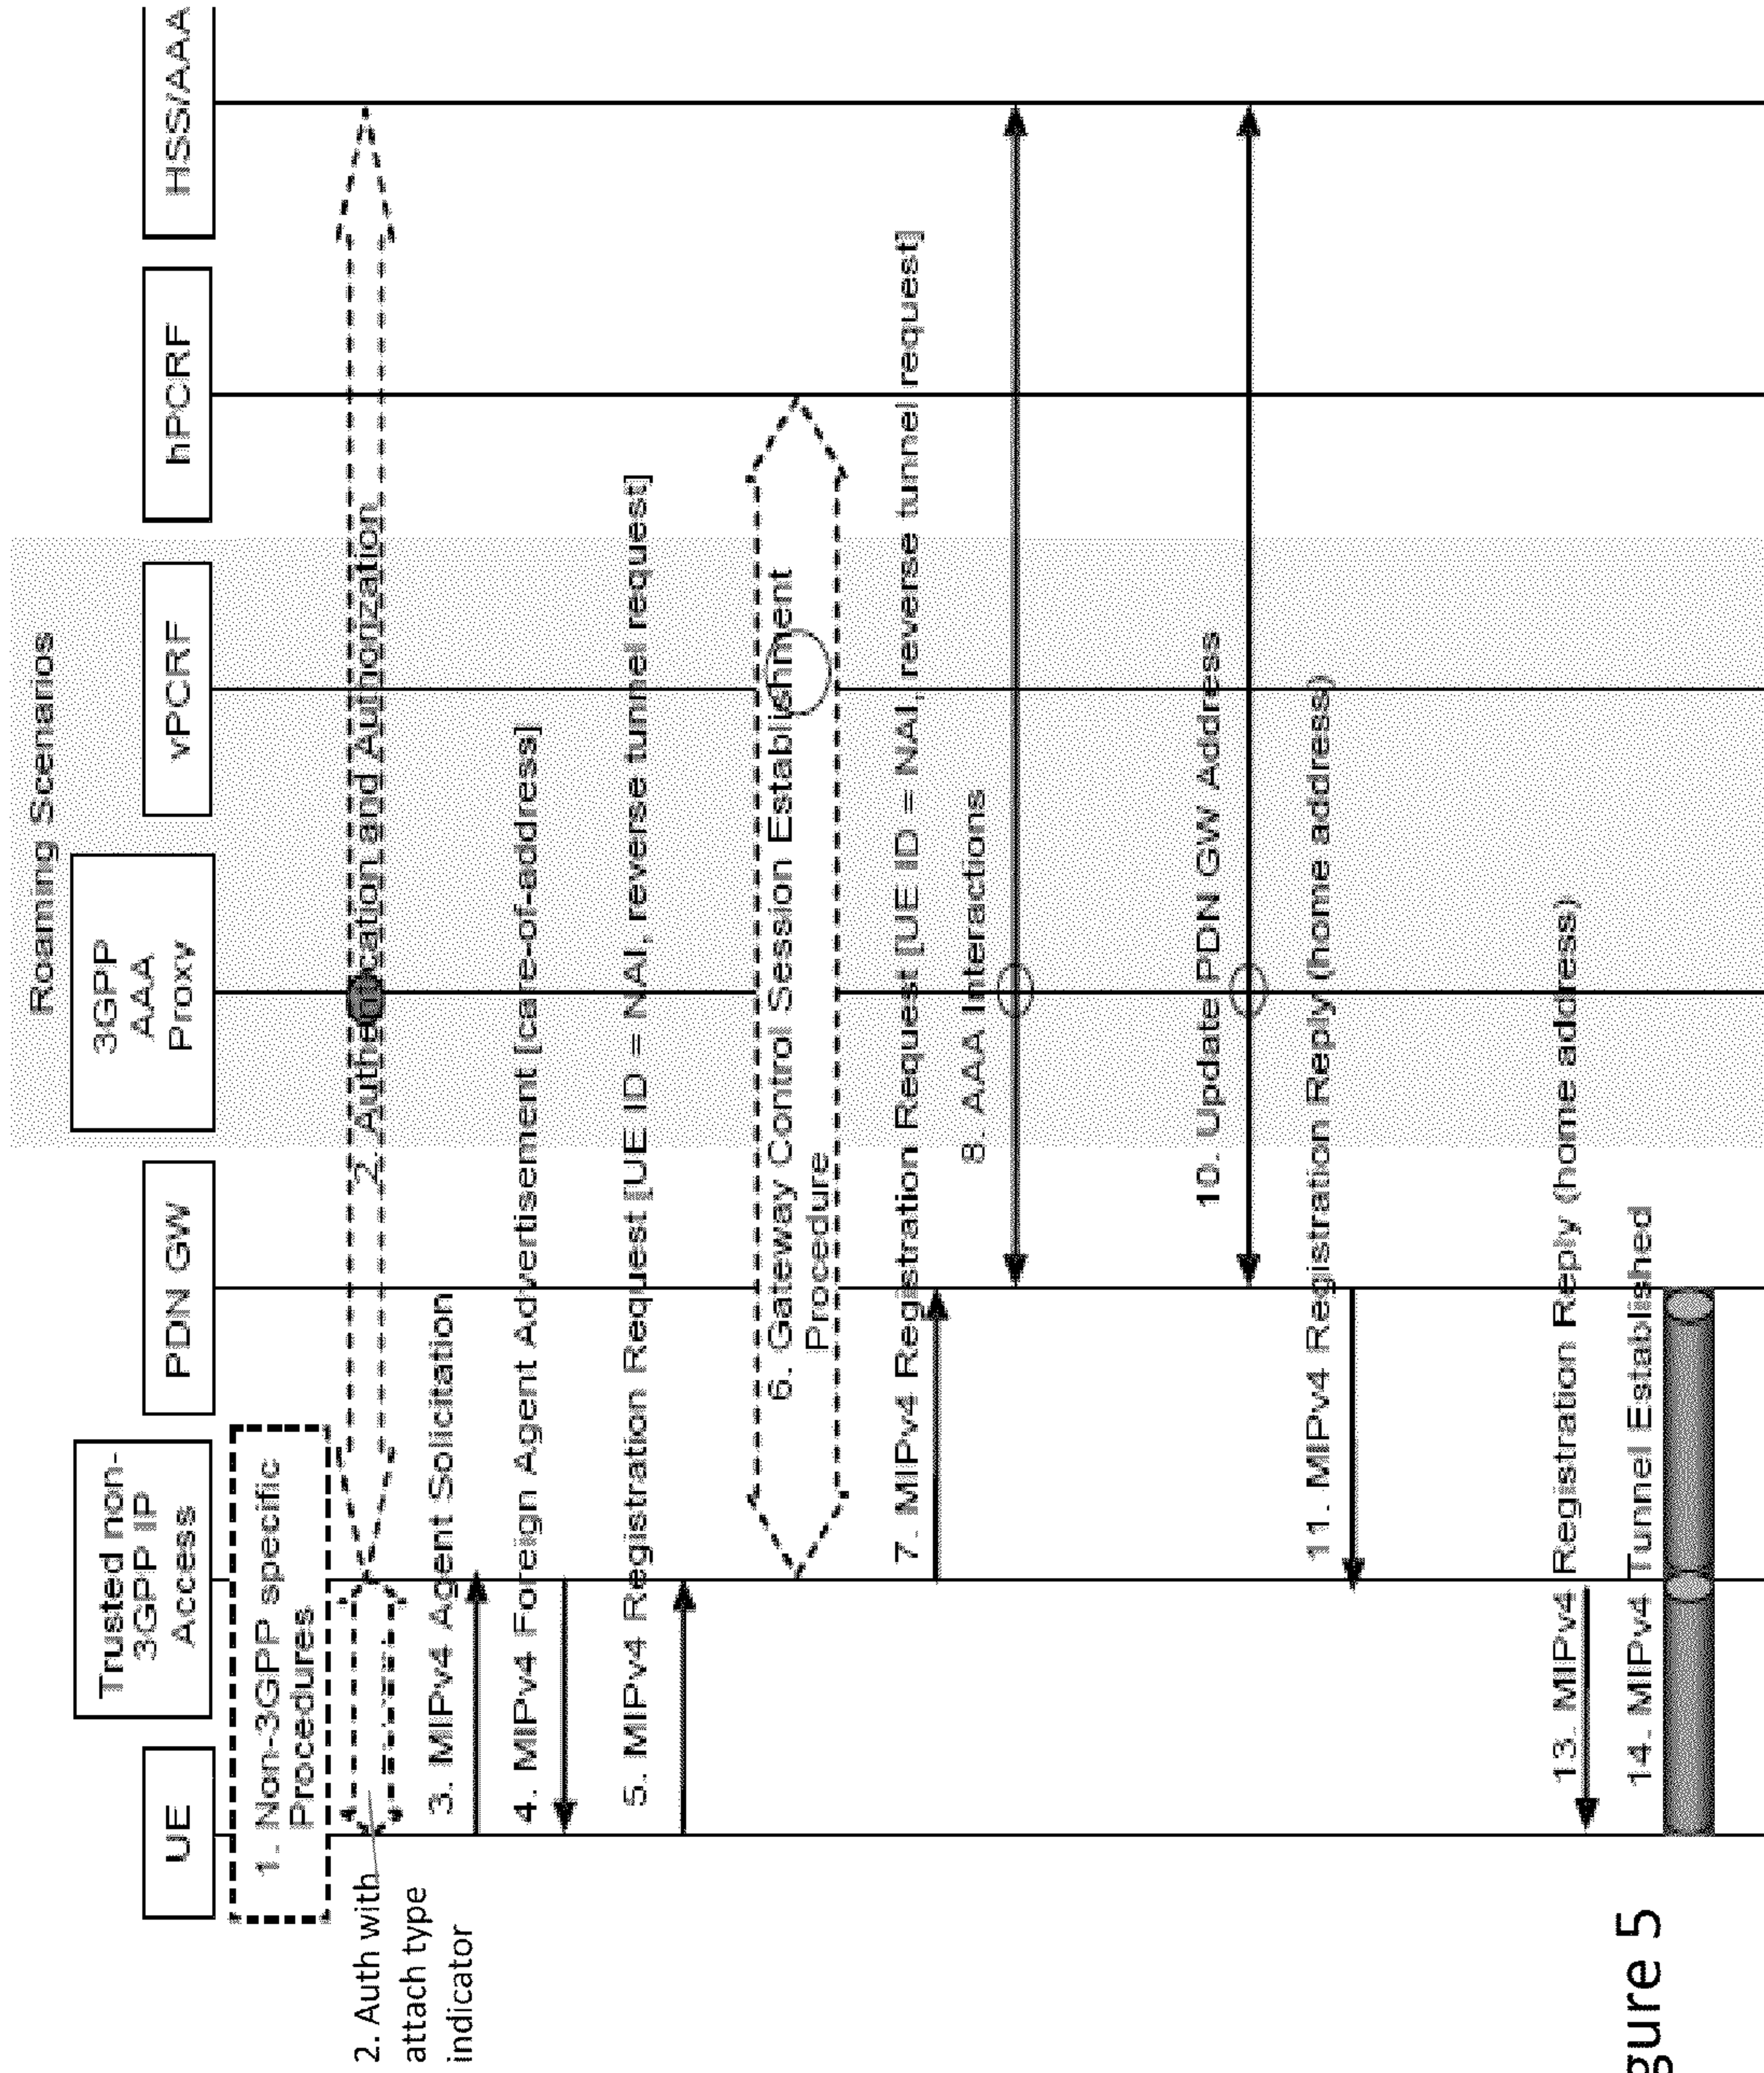 Roaming Scenarios
UE
Trusted non-
3GPP IP
Access
PDN GW
3GPP
AAA
Proxy
vPCRF
hPCRF
HSS/AAA
1. Non-3GPP specific
Procedures
2. Authentication and Authorization
2. Auth with
attach type
indicator
3. MIPv4 Agent Solicitation
4. MIPv4 Foreign Agent Advertisement [care-of-address]
5. MIPv4 Registration Request [UE ID = NAI, reverse tunnel request]
6. Gateway Control Session Establishment
Procedure
7. MIPv4 Registration Request [UE ID = NAI, reverse tunnel request]
8. AAA Interactions
10. Update PDN GW Address
11. MIPv4 Registration Reply (home address)
13. MIPv4 Registration Reply (home address)
14. MIPv4 Tunnel Established
gure 5